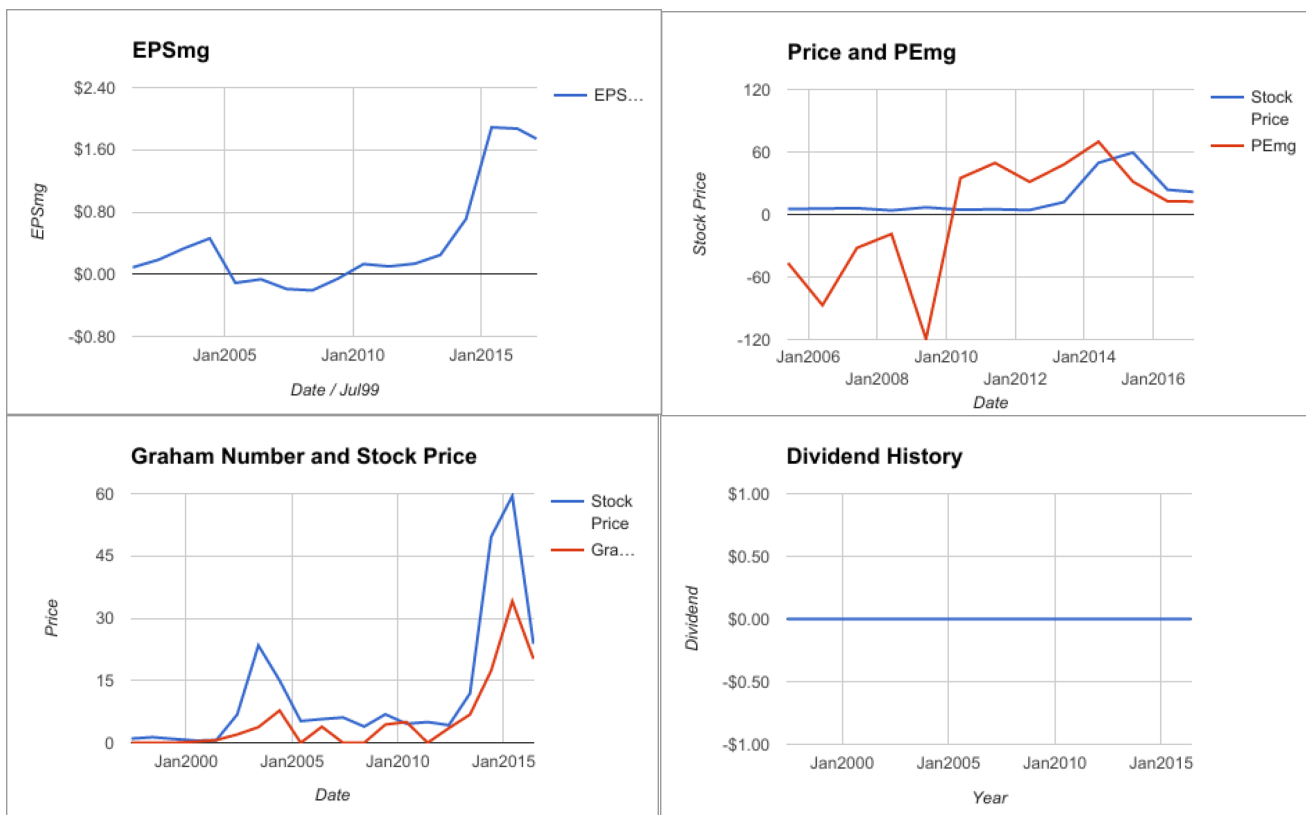 EPSmg
$2.40
$1.60
$0.80
$0.00
-$0.80
EPSmg
Jan2005 Jan2010 Jan2015
Date / Jul99
EPS…
Price and PEmg
120
60
0
-60
-120
Stock Price
Jan2006 Jan2010 Jan2014
Jan2008 Jan2012 Jan2016
Date
Stock
Price
PEmg
Graham Number and Stock Price
60
45
30
15
0
Price
Jan2000 Jan2005 Jan2010 Jan2015
Date
Stock
Price
Gra…
Dividend History
$1.00
$0.50
$0.00
-$0.50
-$1.00
Dividend
Jan2000 Jan2005 Jan2010 Jan2015
Year